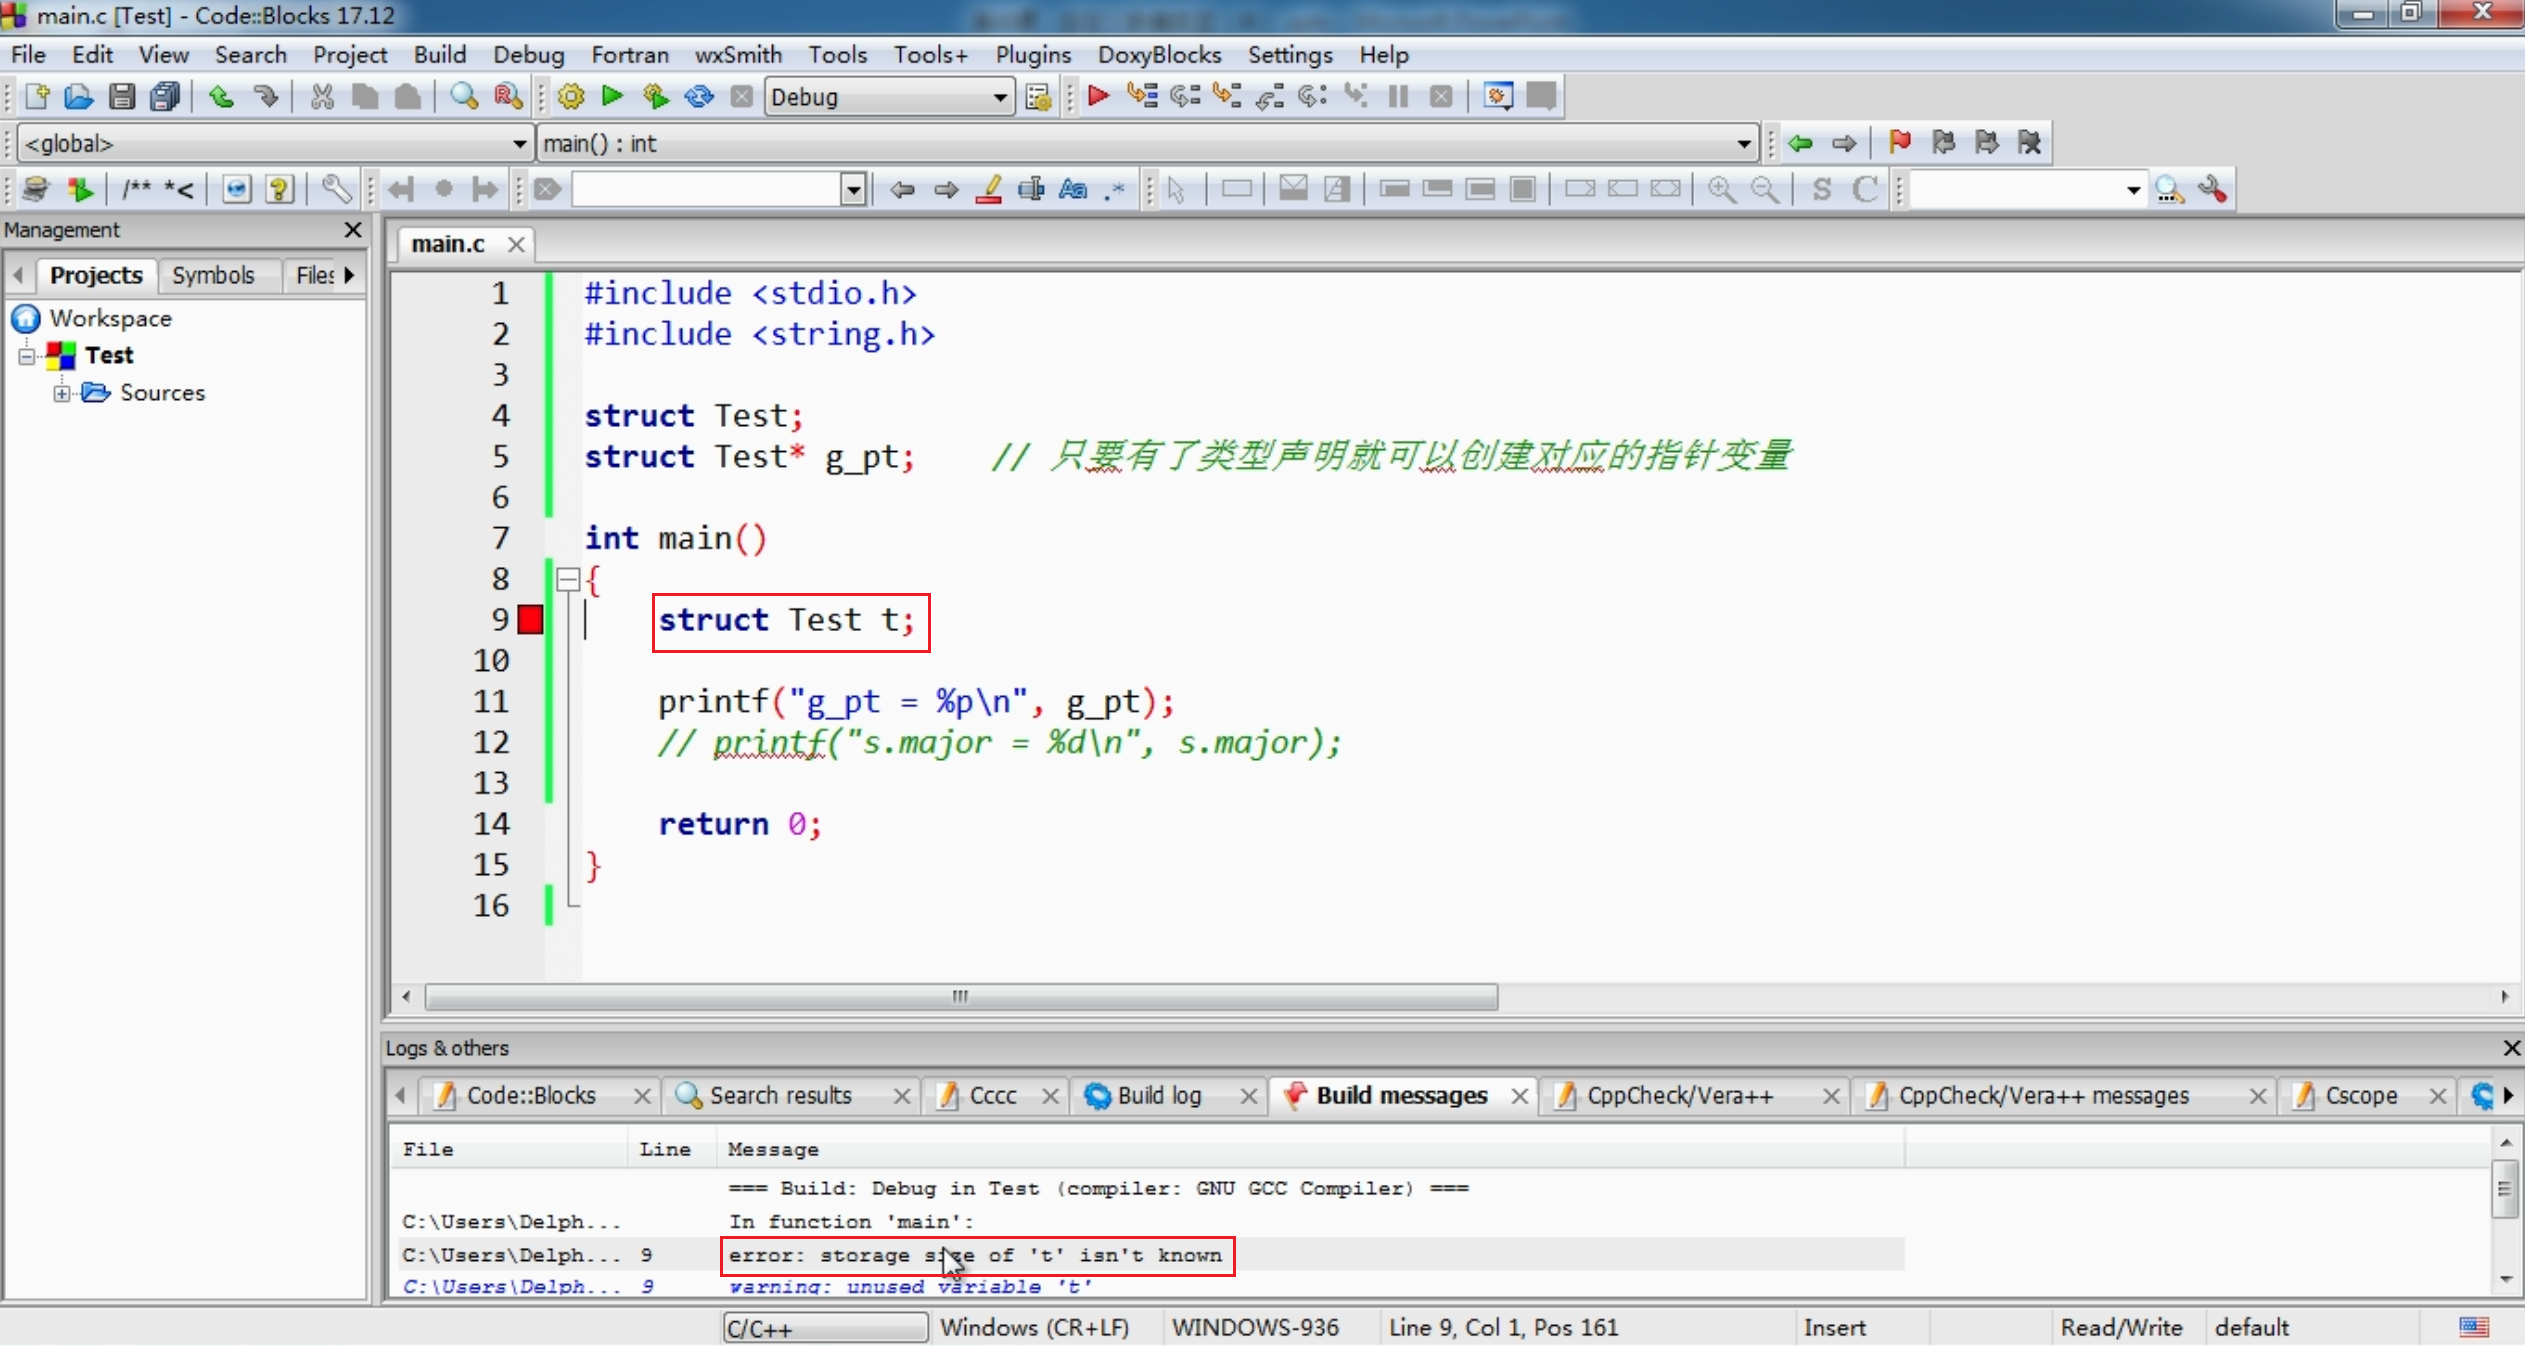 main.c [Test] - Code::Blocks 17.12
File Edit View Search Project Build Debug Fortran wxSmith Tools Tools+ Plugins DoxyBlocks Settings Help
Debug
<global> main() : int
/** *<
S C
Management
main.c
Projects Symbols Files
Workspace
Test
Sources
1 #include <stdio.h>
2 #include <string.h>
3
4 struct Test;
5 struct Test* g_pt; // 只要有了类型声明就可以创建对应的指针变量
6
7 int main()
8 {
9 struct Test t;
10
11 printf("g_pt = %p\n", g_pt);
12 // printf("s.major = %d\n", s.major);
13
14 return 0;
15 }
16
Logs & others
Code::Blocks Search results Cccc Build log Build messages CppCheck/Vera++ CppCheck/Vera++ messages Cscope
File Line Message
=== Build: Debug in Test (compiler: GNU GCC Compiler) ===
C:\Users\Delph... In function 'main':
C:\Users\Delph... 9 error: storage size of 't' isn't known
C:\Users\Delph... 9 warning: unused variable 't'
C/C++ Windows (CR+LF) WINDOWS-936 Line 9, Col 1, Pos 161 Insert Read/Write default